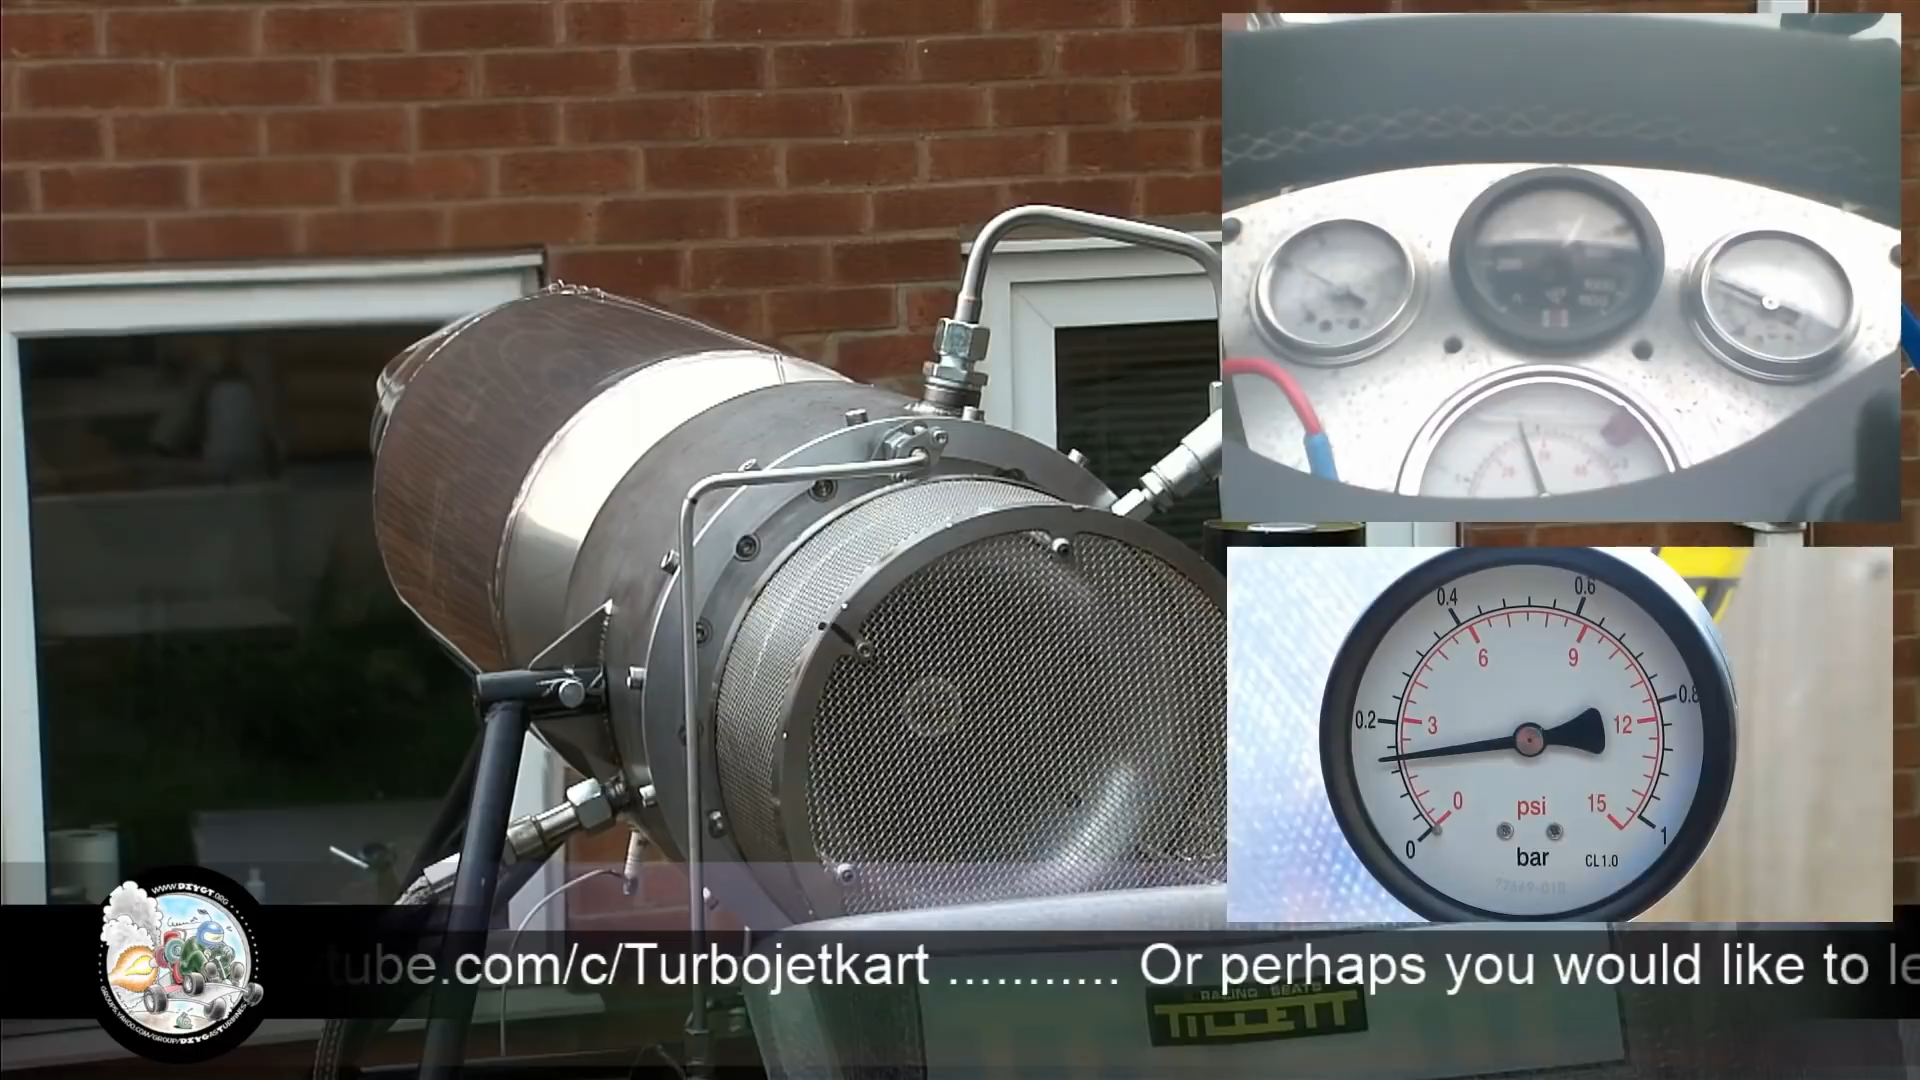 0.4
0.6
6
9
0.2
3
12
0.8
0
psi
15
0
bar
CL1.0
1
WWW.DIYGT.ORG
tube.com/c/Turbojetkart ........... Or perhaps you would like to le
RACING SEATS
TILLETT